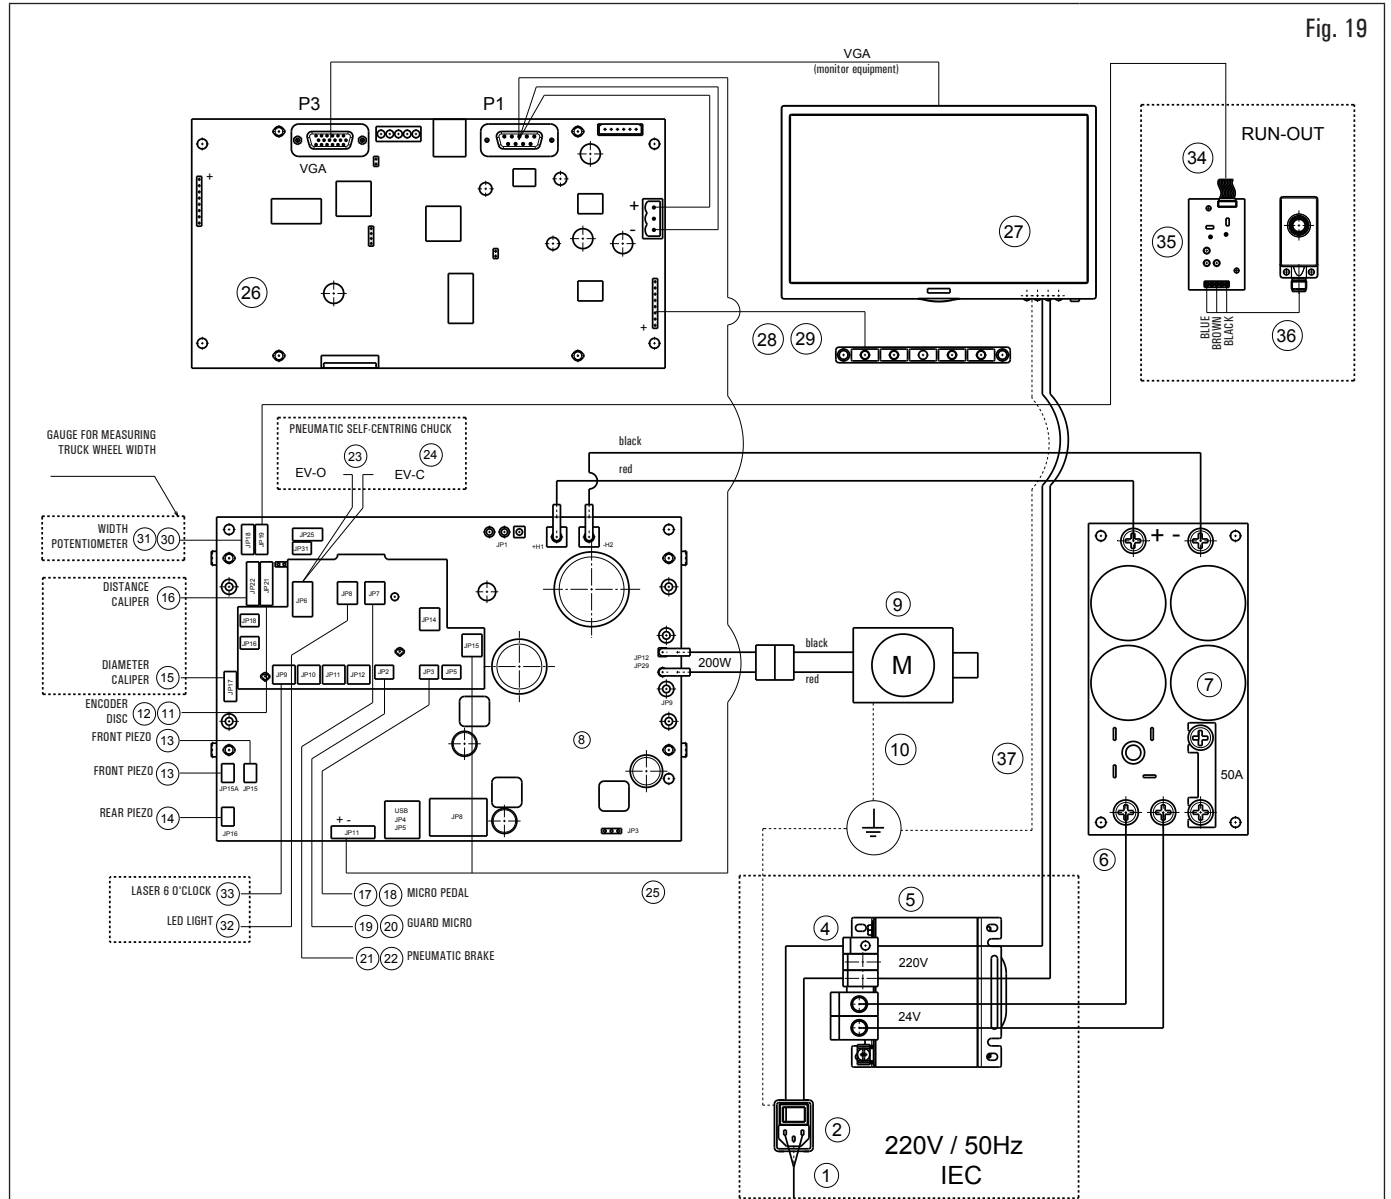 Fig. 19
VGA
(monitor equipment)
P3
P1
VGA
+
+
-
+
26
27
28
29
RUN-OUT
34
35
36
BLUE
BROWN
BLACK
GAUGE FOR MEASURING
TRUCK WHEEL WIDTH
PNEUMATIC SELF-CENTRING CHUCK
23
24
EV-O
EV-C
black
red
WIDTH
POTENTIOMETER
31
30
DISTANCE
CALIPER
16
DIAMETER
CALIPER
15
ENCODER
DISC
12
11
FRONT PIEZO
13
FRONT PIEZO
13
REAR PIEZO
14
JP18
JP19
JP25
JP31
JP1
+H1
-H2
JP22
JP21
JP6
JP8
JP7
JP14
JP18
JP16
JP15
JP17
JP9
JP10
JP11
JP12
JP2
JP3
JP5
JP12
JP29
JP9
JP15A
JP15
JP16
+ -
JP11
USB
JP4
JP5
JP8
JP3
8
200W
black
red
9
M
10
37
+ -
7
50A
6
LASER 6 O'CLOCK
33
LED LIGHT
32
17
18
MICRO PEDAL
19
20
GUARD MICRO
21
22
PNEUMATIC BRAKE
25
4
5
220V
24V
2
1
220V / 50Hz
IEC